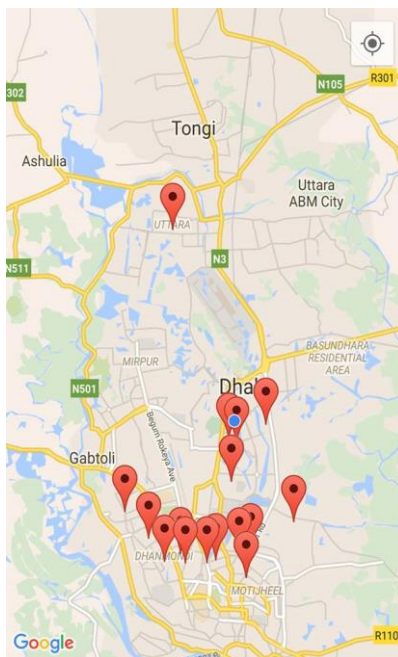 N105
R301
302
Tongi
Ashulia
Uttara
ABM City
UTTARA
N3
N511
BASUNDHARA
RESIDENTIAL
AREA
MIRPUR
N501
Begum Rokeya Ave
Gabtoli
DHANMONDI
MOTIJHEEL
R110
Google